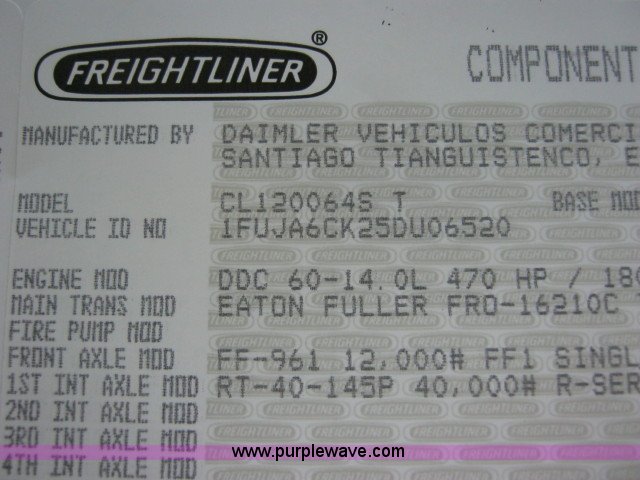 FREIGHTLINER ®
COMPONENT
MANUFACTURED BY DAIMLER VEHICULOS COMERCI
SANTIAGO TIANGUISTENCO, E
MODEL CL120064S T BASE MOD
VEHICLE ID NO 1FUJA6CK25DU06520
ENGINE MOD DDC 60-14.0L 470 HP / 180
MAIN TRANS MOD EATON FULLER FRO-16210C
FIRE PUMP MOD
FRONT AXLE MOD FF-961 12,000# FF1 SINGL
1ST INT AXLE MOD RT-40-145P 40,000# R-SER
2ND INT AXLE MOD
3RD INT AXLE MOD
www.purplewave.com
4TH INT AXLE MOD